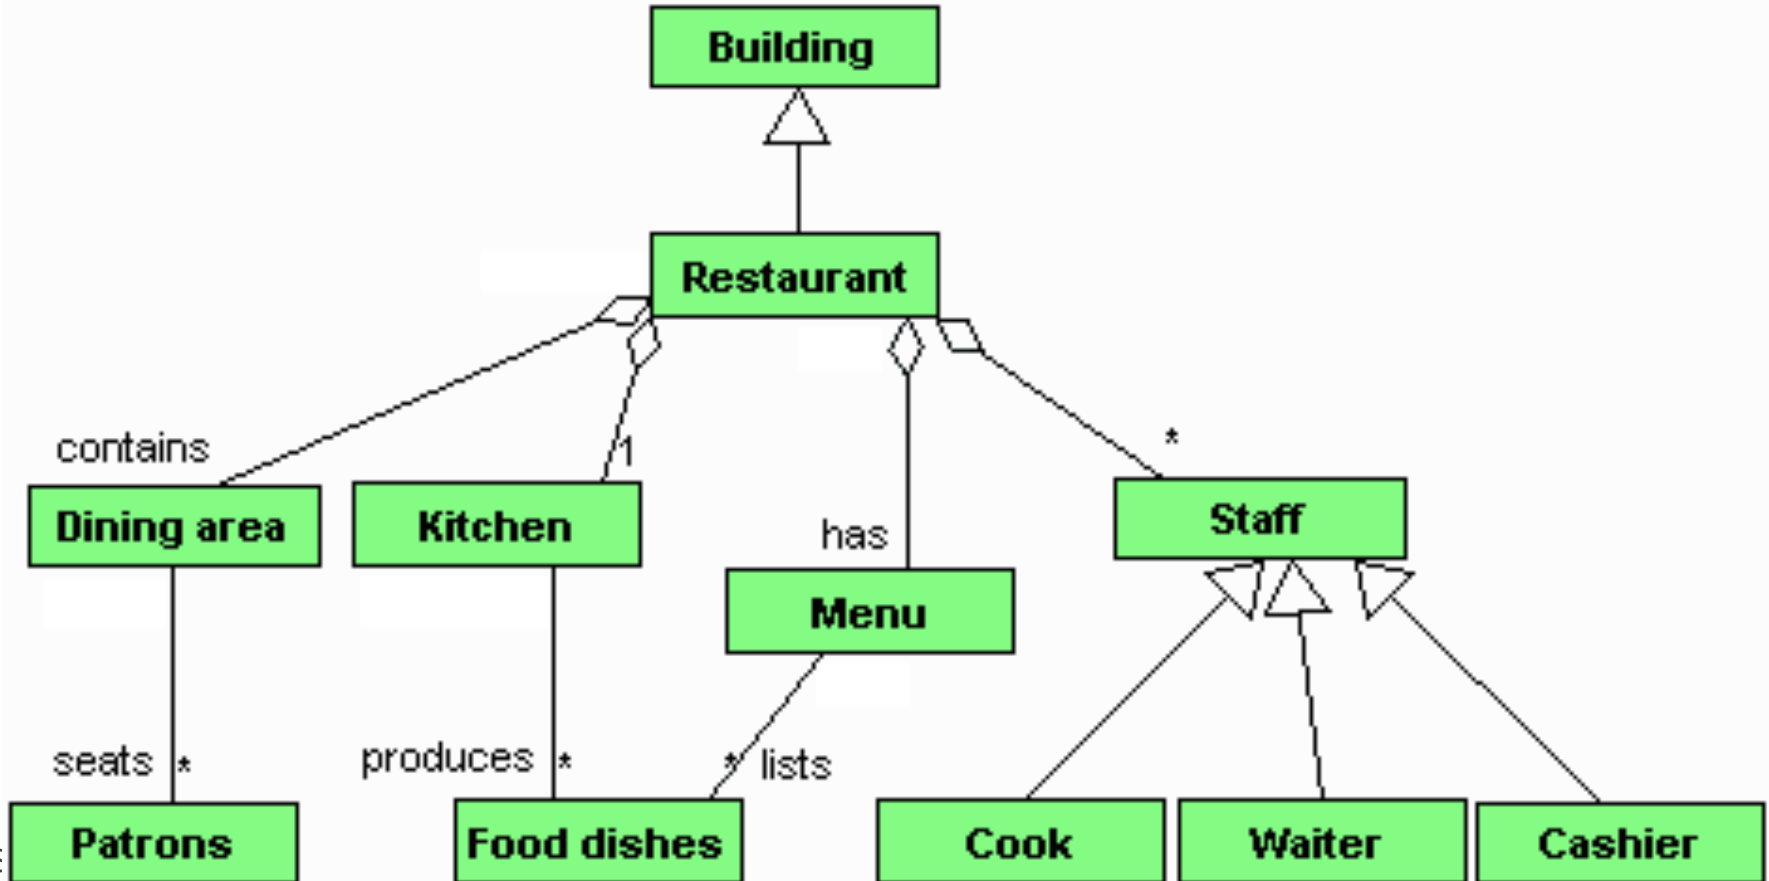 Building
Restaurant
contains
1
*
Dining area
Kitchen
has
Staff
Menu
seats *
produces *
* lists
Patrons
Food dishes
Cook
Waiter
Cashier